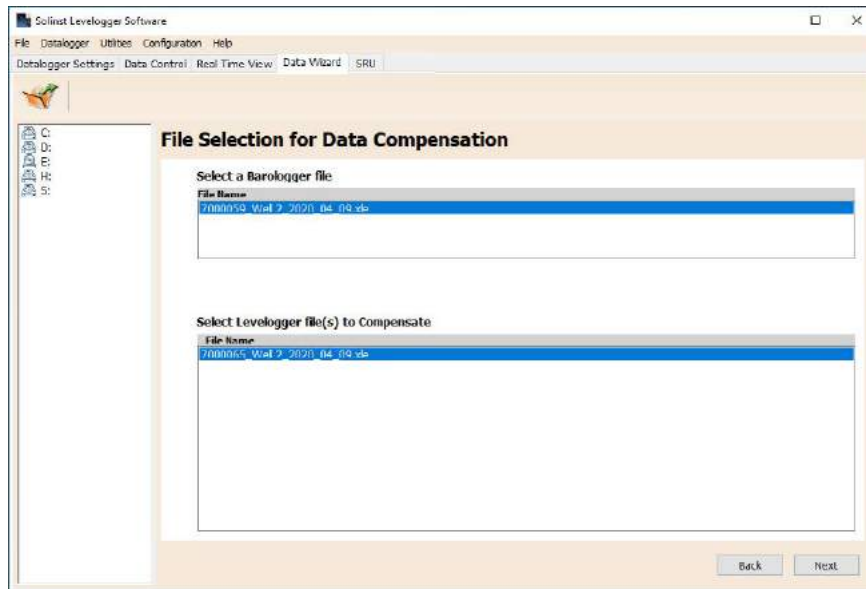 Solinst Levelogger Software
File Datalogger Utilities Configuration Help
Datalogger Settings Data Control Real Time View Data Wizard SRU
C:
D:
E:
H:
S:
File Selection for Data Compensation
Select a Barologger file
File Name
7000059_Well 2_2020_04_09.xle
Select Levelogger file(s) to Compensate
File Name
7000065_Well 2_2020_04_09.xle
Back Next